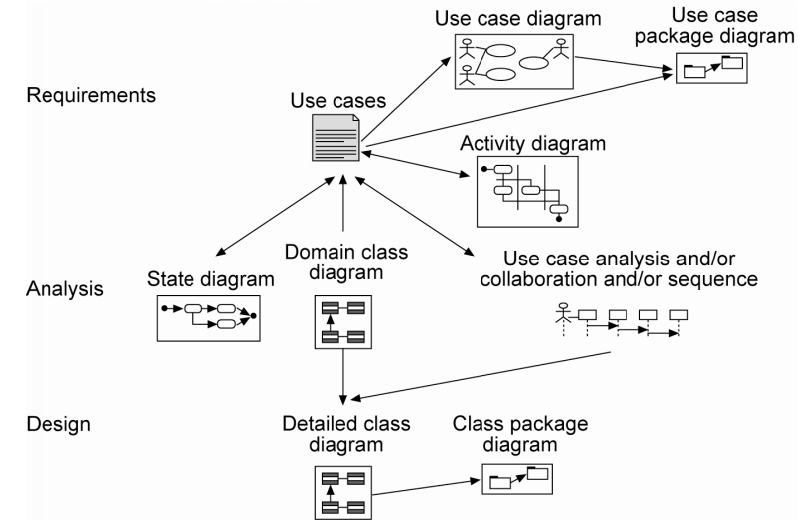 Use case diagram
Use case
package diagram
Requirements
Use cases
Activity diagram
Domain class
diagram
Use case analysis and/or
collaboration and/or sequence
State diagram
Analysis
Design
Detailed class
diagram
Class package
diagram